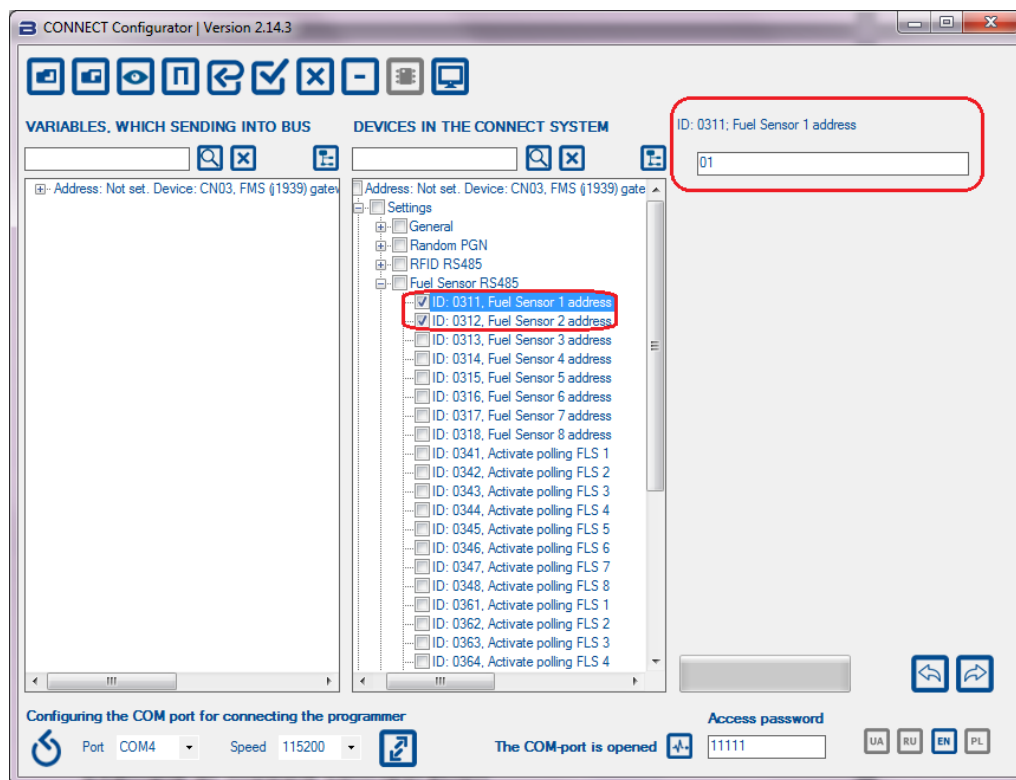 CONNECT Configurator | Version 2.14.3
VARIABLES, WHICH SENDING INTO BUS
Address: Not set. Device: CN03, FMS (j1939) gatew
DEVICES IN THE CONNECT SYSTEM
Address: Not set. Device: CN03, FMS (j1939) gate
Settings
General
Random PGN
RFID RS485
Fuel Sensor RS485
ID: 0311, Fuel Sensor 1 address
ID: 0312, Fuel Sensor 2 address
ID: 0313, Fuel Sensor 3 address
ID: 0314, Fuel Sensor 4 address
ID: 0315, Fuel Sensor 5 address
ID: 0316, Fuel Sensor 6 address
ID: 0317, Fuel Sensor 7 address
ID: 0318, Fuel Sensor 8 address
ID: 0341, Activate polling FLS 1
ID: 0342, Activate polling FLS 2
ID: 0343, Activate polling FLS 3
ID: 0344, Activate polling FLS 4
ID: 0345, Activate polling FLS 5
ID: 0346, Activate polling FLS 6
ID: 0347, Activate polling FLS 7
ID: 0348, Activate polling FLS 8
ID: 0361, Activate polling FLS 1
ID: 0362, Activate polling FLS 2
ID: 0363, Activate polling FLS 3
ID: 0364, Activate polling FLS 4
ID: 0311; Fuel Sensor 1 address
01
Configuring the COM port for connecting the programmer
Port COM4 Speed 115200
The COM-port is opened
Access password
11111
UA RU EN PL